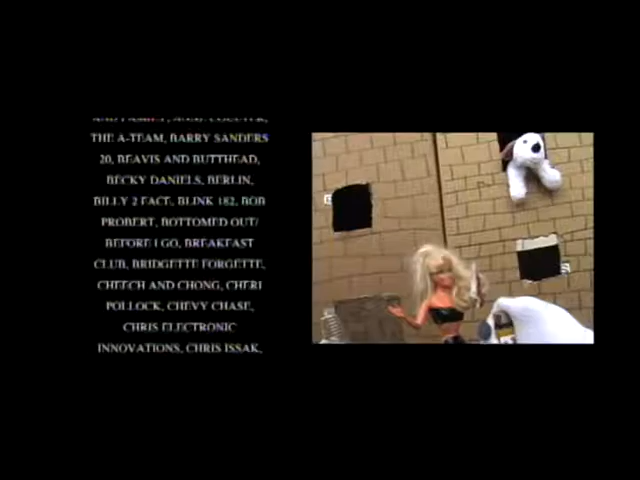 THE A-TEAM, BARRY SANDERS
20, BEAVIS AND BUTTHEAD,
BECKY DANIELS, BERLIN,
BILLY 2 FACE, BLINK 182, BOB
PROBERT, BOTTOMED OUT/
BEFORE I GO, BREAKFAST
CLUB, BRIDGETTE FORGETTE,
CHEECH AND CHONG, CHERI
POLLOCK, CHEVY CHASE,
CHRIS ELECTRONIC
INNOVATIONS, CHRIS ISSAK,